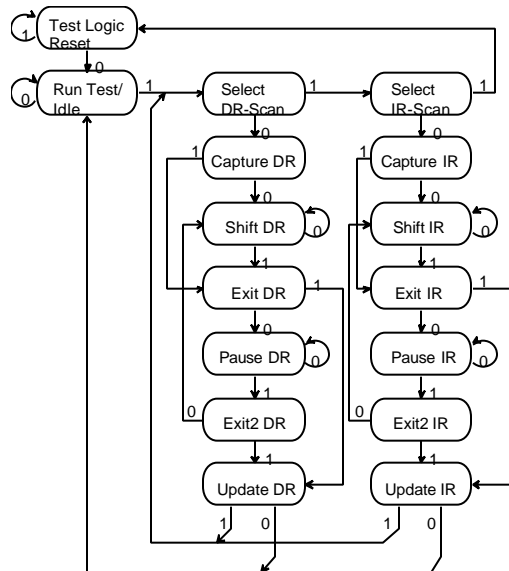 Test Logic
Reset
1
0
Run Test/
Idle
0
1
Select
DR-Scan
1
Select
IR-Scan
1
0
0
1
Capture DR
1
Capture IR
0
0
Shift DR
0
Shift IR
0
1
1
Exit DR
1
Exit IR
1
0
0
Pause DR
0
Pause IR
0
1
1
0
Exit2 DR
0
Exit2 IR
1
1
Update DR
Update IR
1
0
1
0